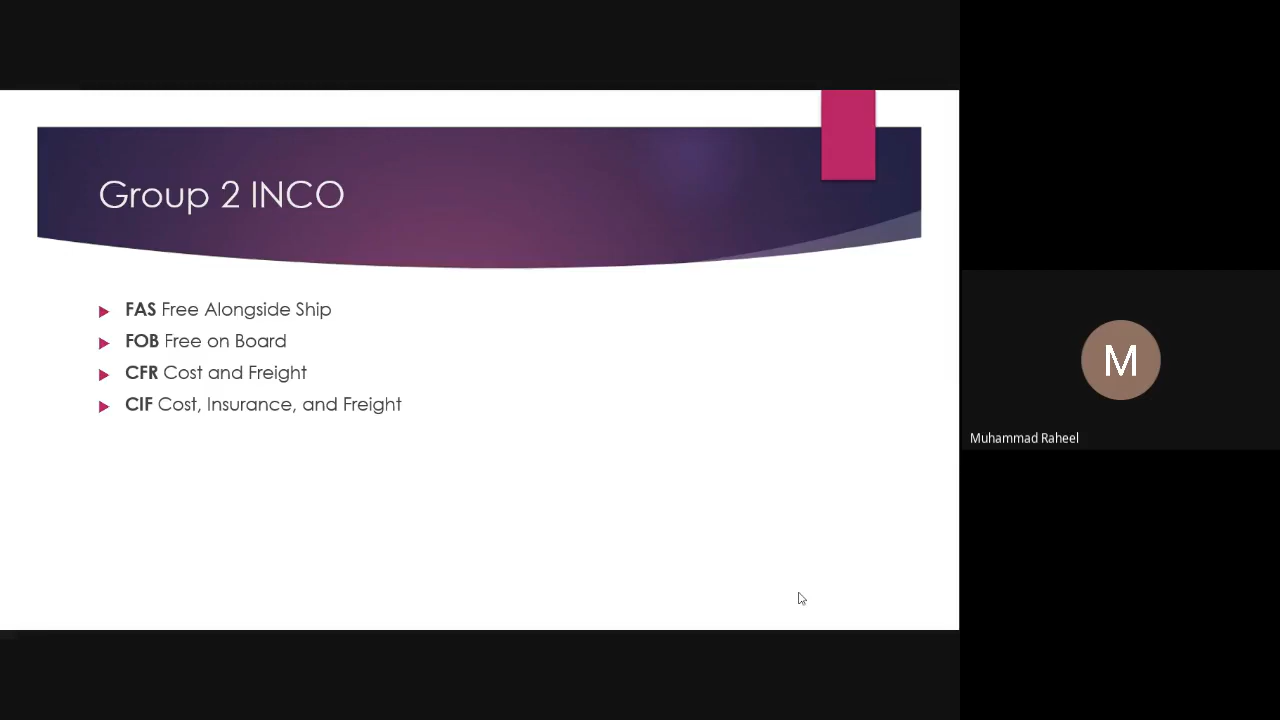 Group 2 INCO
FAS Free Alongside Ship
FOB Free on Board
CFR Cost and Freight
CIF Cost, Insurance, and Freight
M
Muhammad Raheel